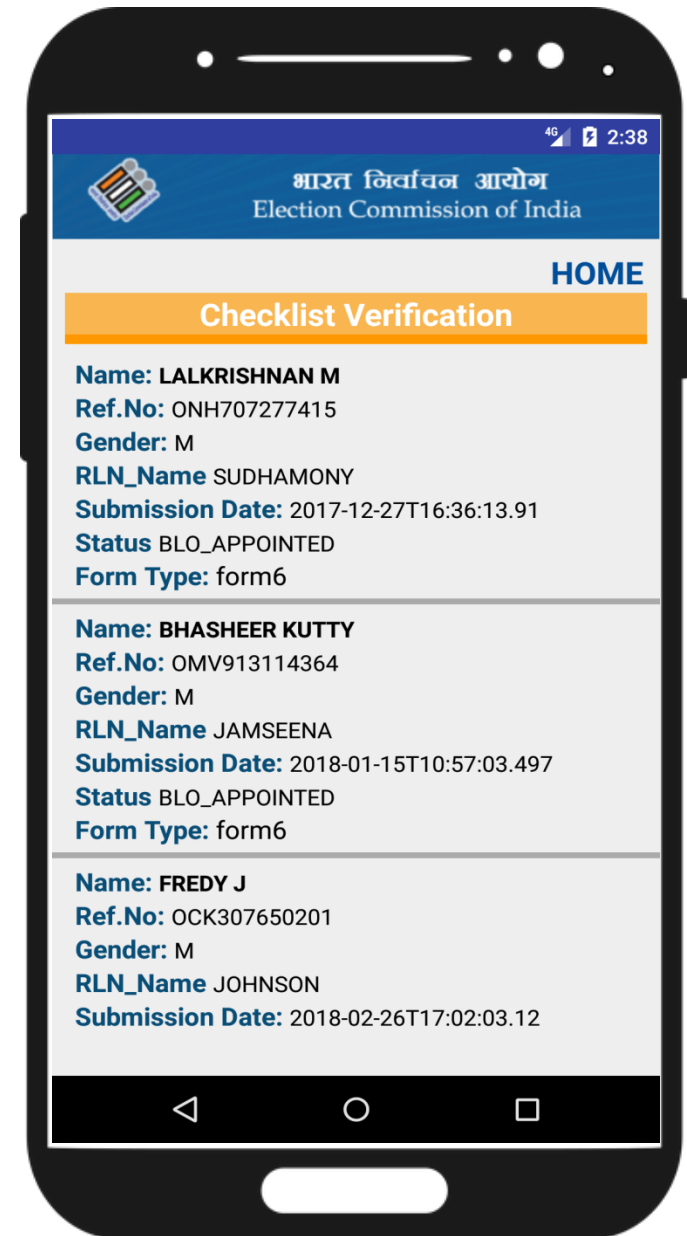 4G 2:38
भारत निर्वाचन आयोग
Election Commission of India
HOME
Checklist Verification
Name: LALKRISHNAN M
Ref.No: ONH707277415
Gender: M
RLN_Name SUDHAMONY
Submission Date: 2017-12-27T16:36:13.91
Status BLO_APPOINTED
Form Type: form6
Name: BHASHEER KUTTY
Ref.No: OMV913114364
Gender: M
RLN_Name JAMSEENA
Submission Date: 2018-01-15T10:57:03.497
Status BLO_APPOINTED
Form Type: form6
Name: FREDY J
Ref.No: OCK307650201
Gender: M
RLN_Name JOHNSON
Submission Date: 2018-02-26T17:02:03.12